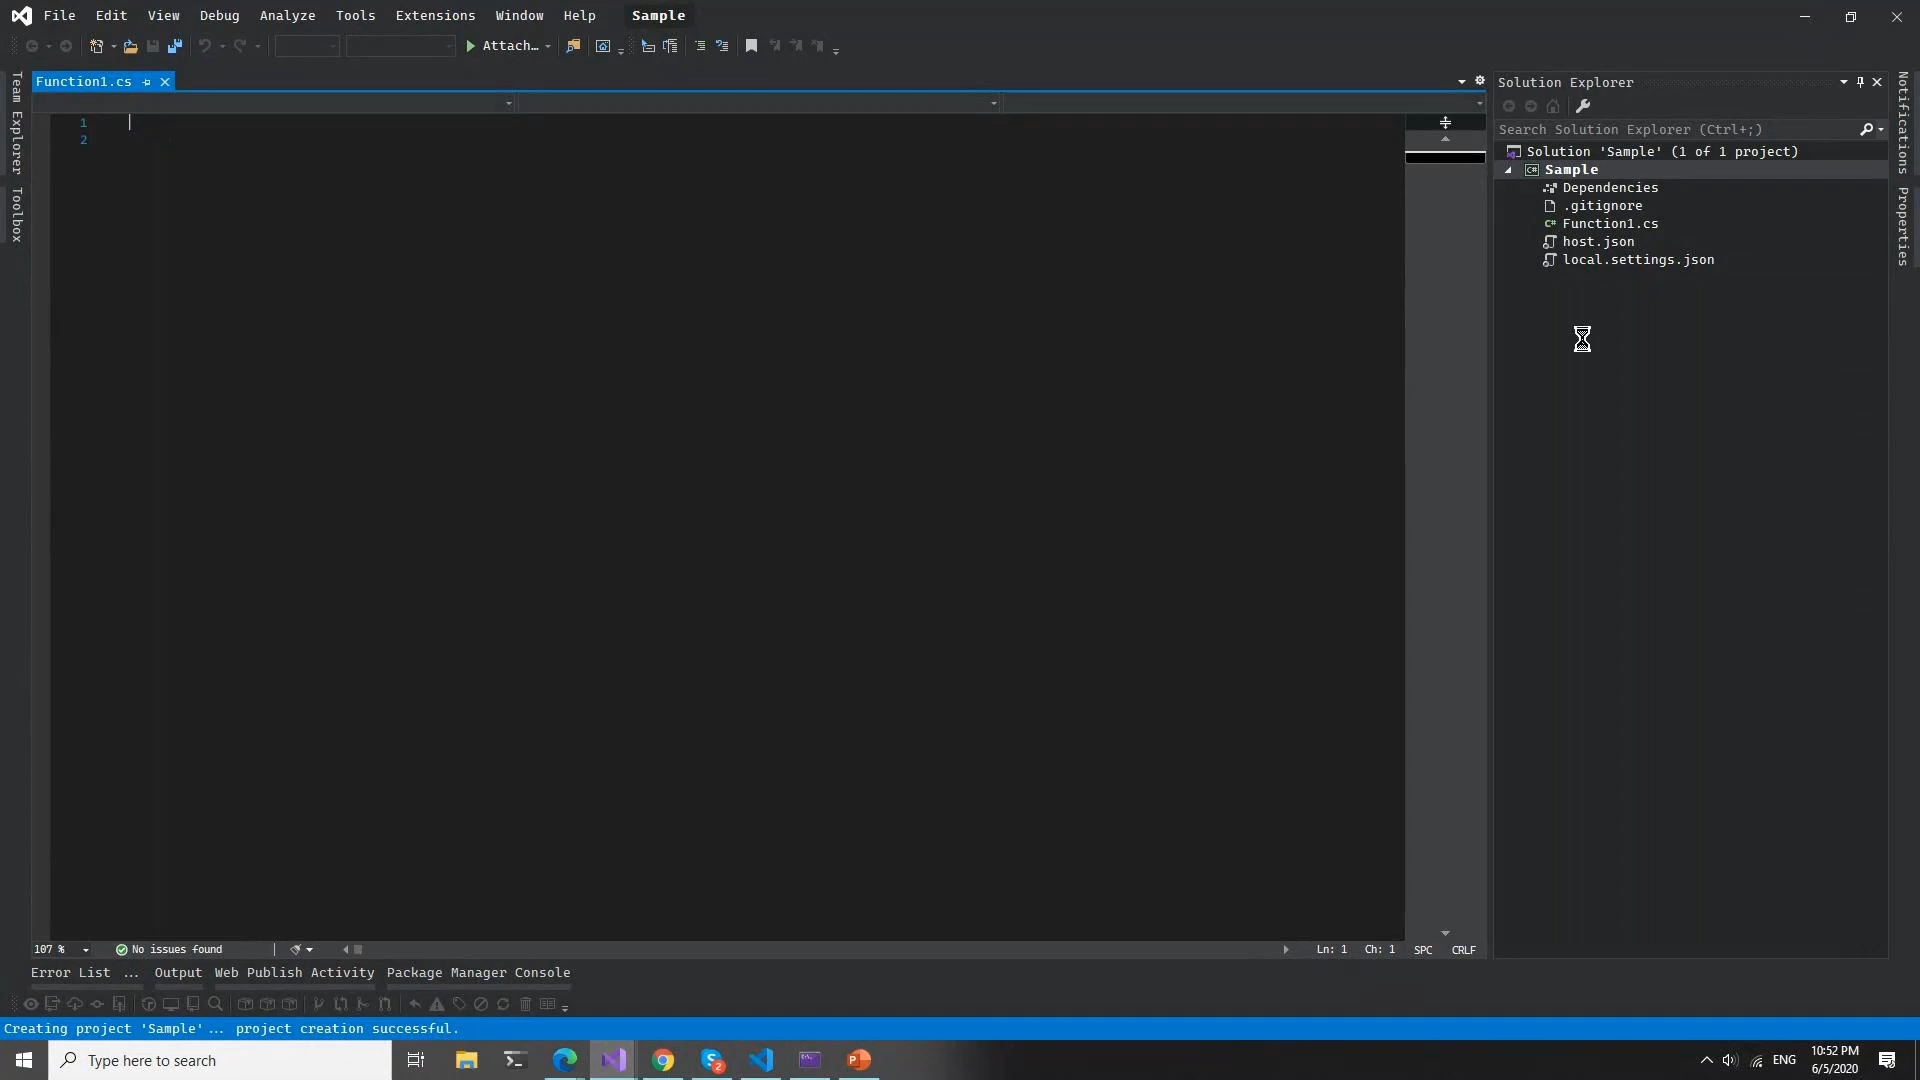 File Edit View Debug Analyze Tools Extensions Window Help Sample
Attach...
Function1.cs
Solution Explorer
Search Solution Explorer (Ctrl+;)
1
2
Solution 'Sample' (1 of 1 project)
C# Sample
Dependencies
.gitignore
C# Function1.cs
host.json
local.settings.json
Team Explorer
Toolbox
Notifications
Properties
107 % No issues found Ln: 1 Ch: 1 SPC CRLF
Error List ... Output Web Publish Activity Package Manager Console
Creating project 'Sample'... project creation successful.
Type here to search
2
ENG
10:52 PM
6/5/2020